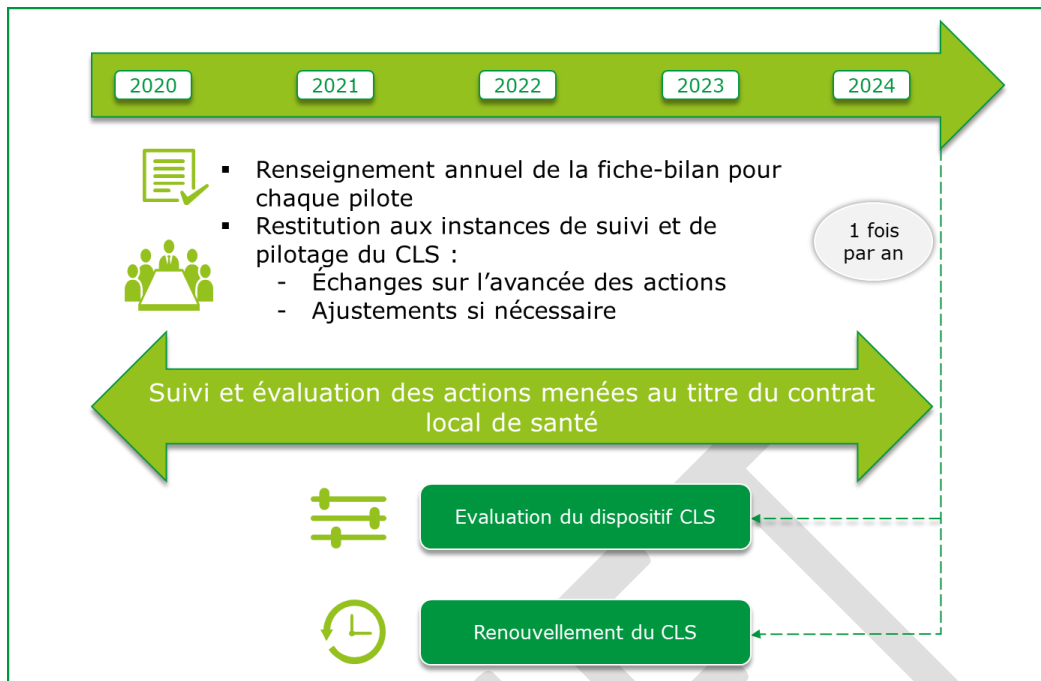 2020
2021
2022
2023
2024
▪ Renseignement annuel de la fiche-bilan pour
chaque pilote
▪ Restitution aux instances de suivi et de
pilotage du CLS :
- Échanges sur l’avancée des actions
- Ajustements si nécessaire
1 fois
par an
Suivi et évaluation des actions menées au titre du contrat
local de santé
Evaluation du dispositif CLS
Renouvellement du CLS